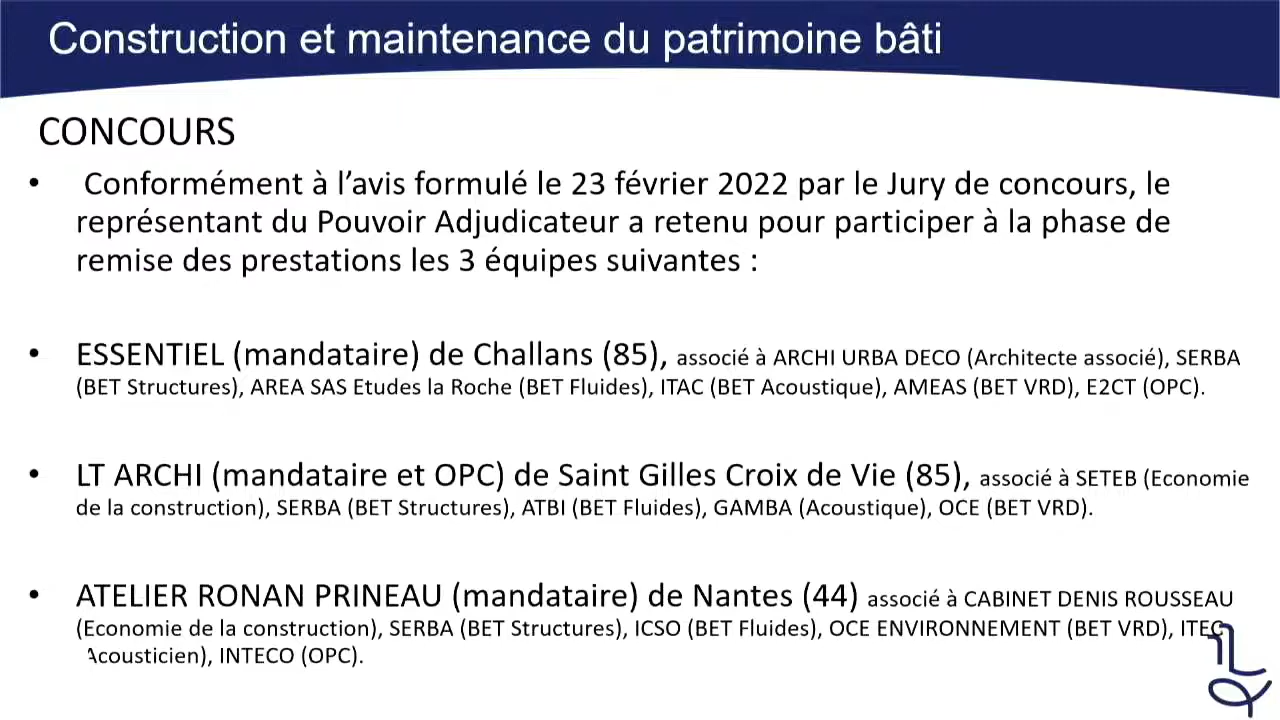 Construction et maintenance du patrimoine bâti
CONCOURS
• Conformément à l’avis formulé le 23 février 2022 par le Jury de concours, le
représentant du Pouvoir Adjudicateur a retenu pour participer à la phase de
remise des prestations les 3 équipes suivantes :
• ESSENTIEL (mandataire) de Challans (85), associé à ARCHI URBA DECO (Architecte associé), SERBA
(BET Structures), AREA SAS Etudes la Roche (BET Fluides), ITAC (BET Acoustique), AMEAS (BET VRD), E2CT (OPC).
• LT ARCHI (mandataire et OPC) de Saint Gilles Croix de Vie (85), associé à SETEB (Economie
de la construction), SERBA (BET Structures), ATBI (BET Fluides), GAMBA (Acoustique), OCE (BET VRD).
• ATELIER RONAN PRINEAU (mandataire) de Nantes (44) associé à CABINET DENIS ROUSSEAU
(Economie de la construction), SERBA (BET Structures), ICSO (BET Fluides), OCE ENVIRONNEMENT (BET VRD), ITEC
Acousticien), INTECO (OPC).